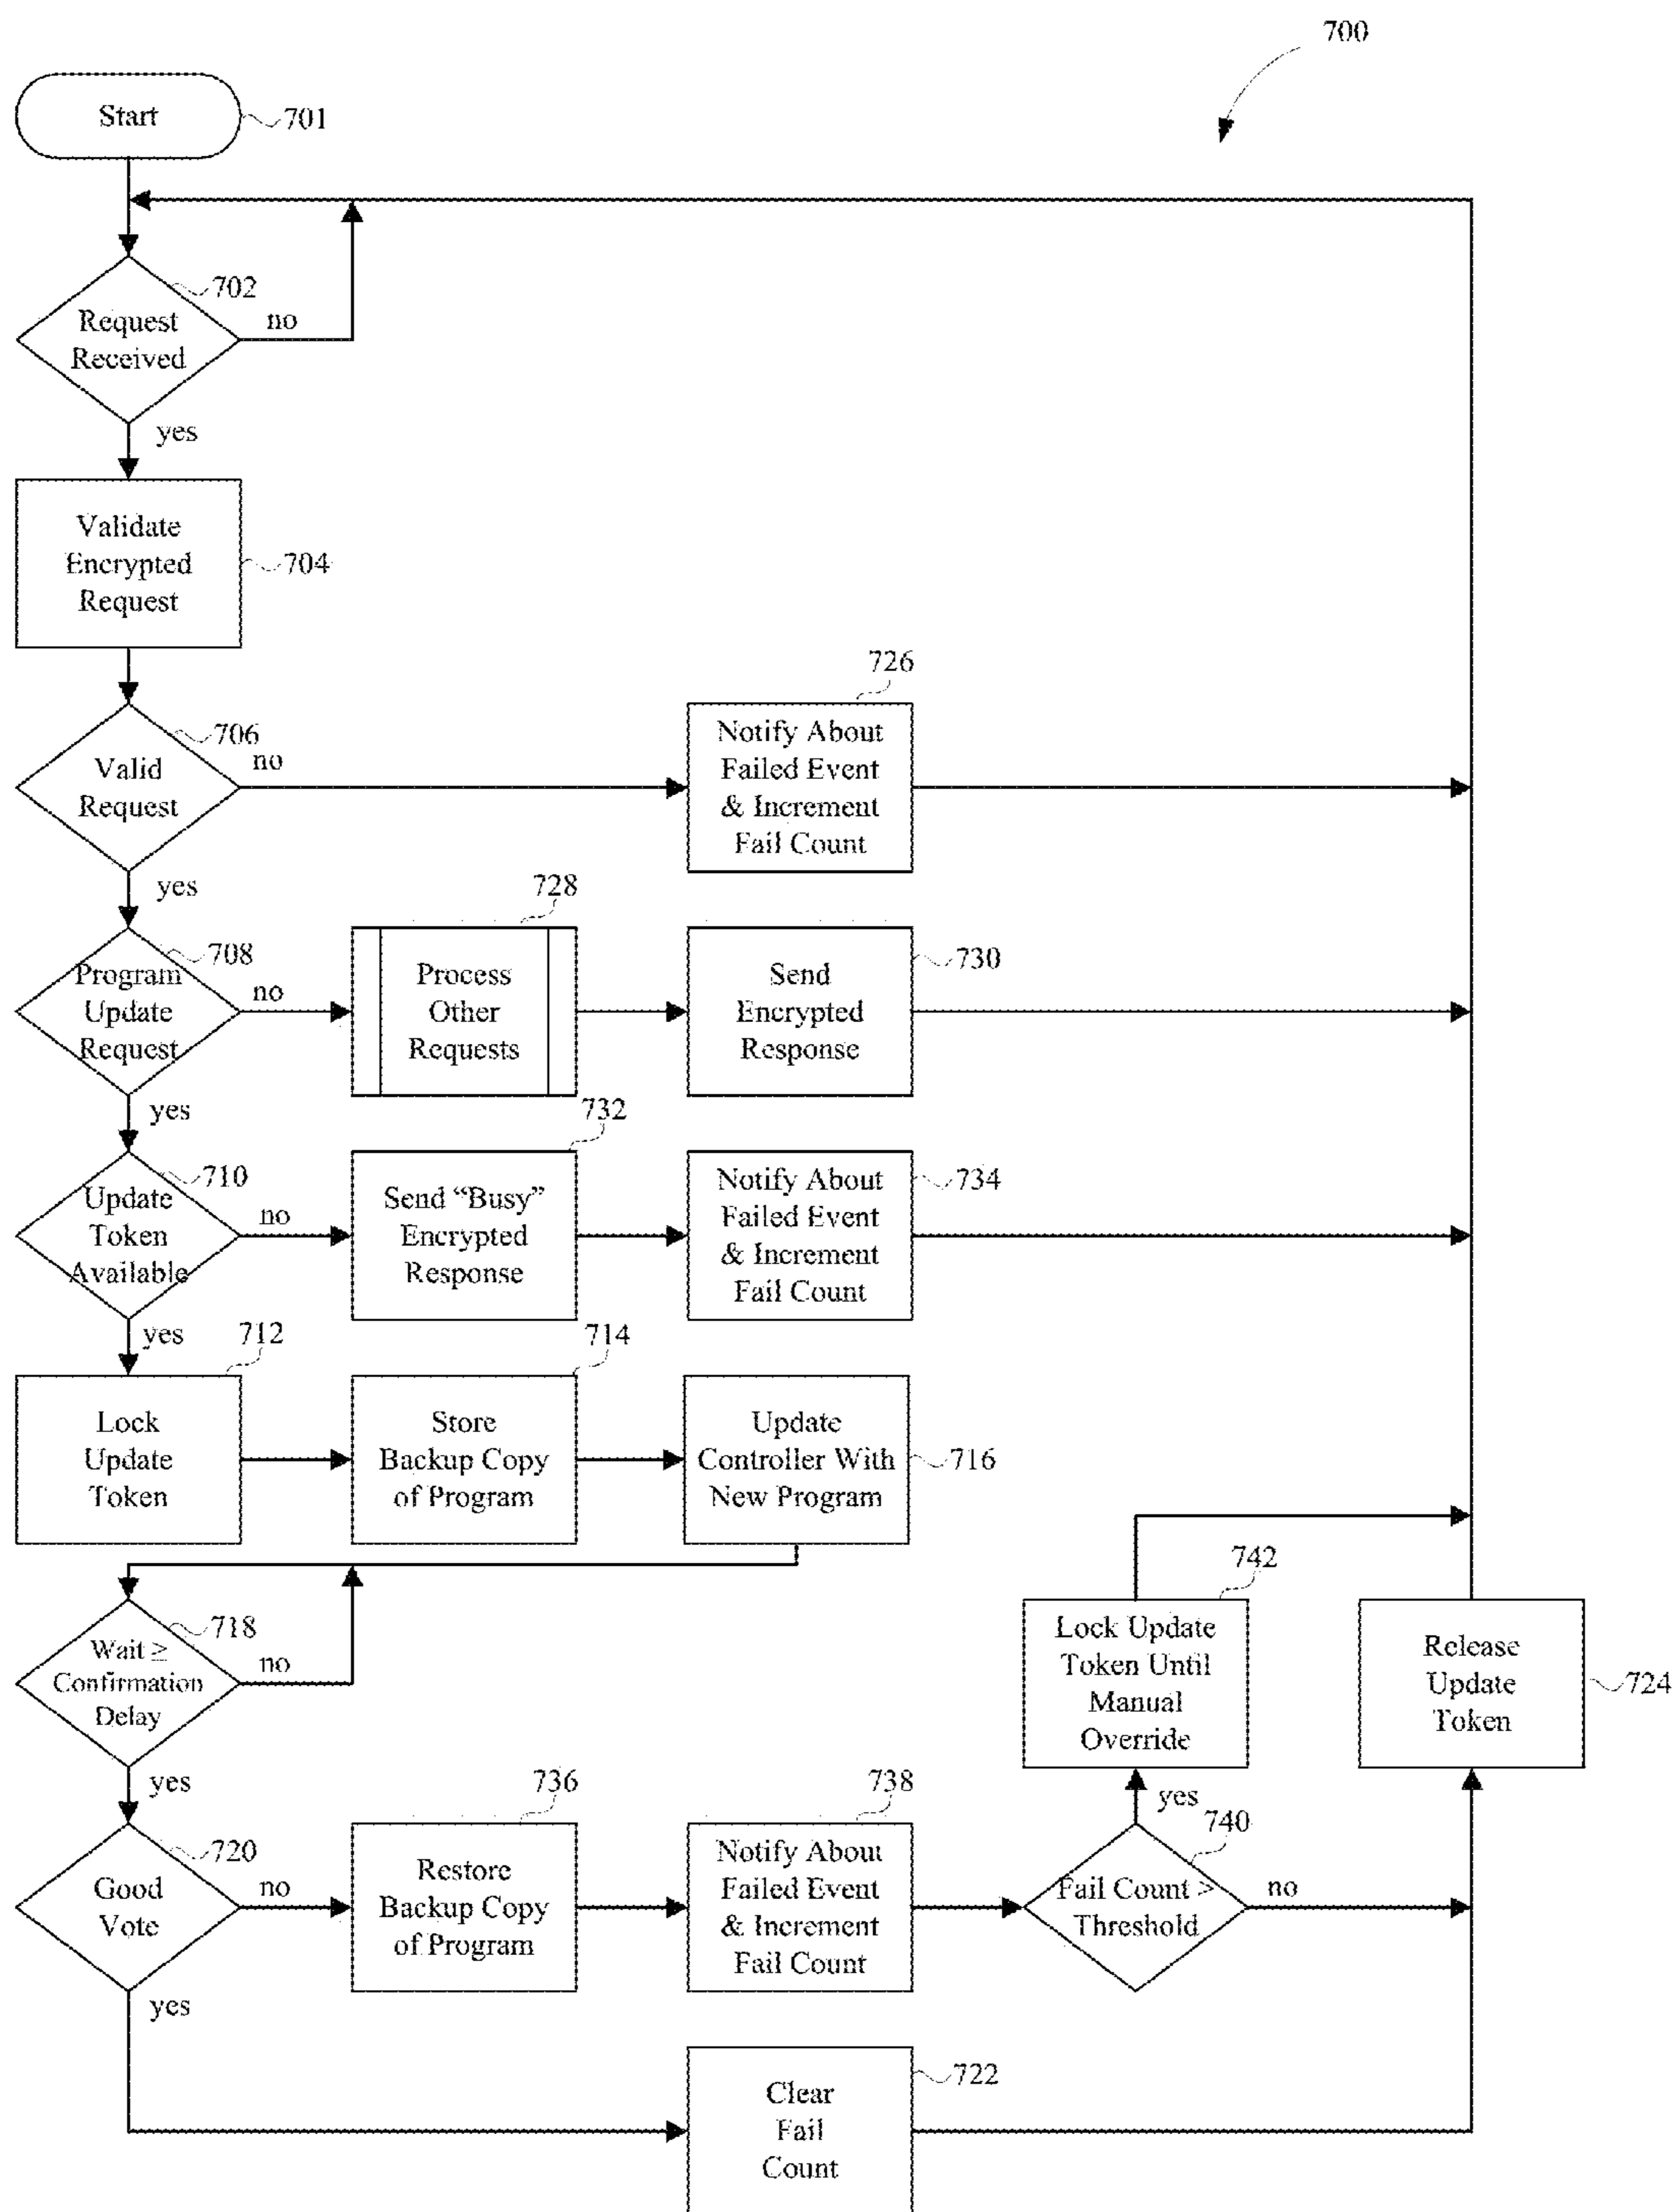 700
Start
701
702
Request
Received
no
yes
Validate
Encrypted
Request
704
706
Valid
Request
no
yes
726
Notify About
Failed Event
& Increment
Fail Count
708
Program
Update
Request
no
yes
728
Process
Other
Requests
Send
Encrypted
Response
730
710
Update
Token
Available
no
yes
732
Send “Busy”
Encrypted
Response
Notify About
Failed Event
& Increment
Fail Count
734
712
Lock
Update
Token
714
Store
Backup Copy
of Program
Update
Controller With
New Program
716
718
Wait ≥
Confirmation
Delay
no
yes
742
Lock Update
Token Until
Manual
Override
Release
Update
Token
724
720
Good
Vote
no
yes
736
Restore
Backup Copy
of Program
738
Notify About
Failed Event
& Increment
Fail Count
yes
740
Fail Count >
Threshold
no
Clear
Fail
Count
722